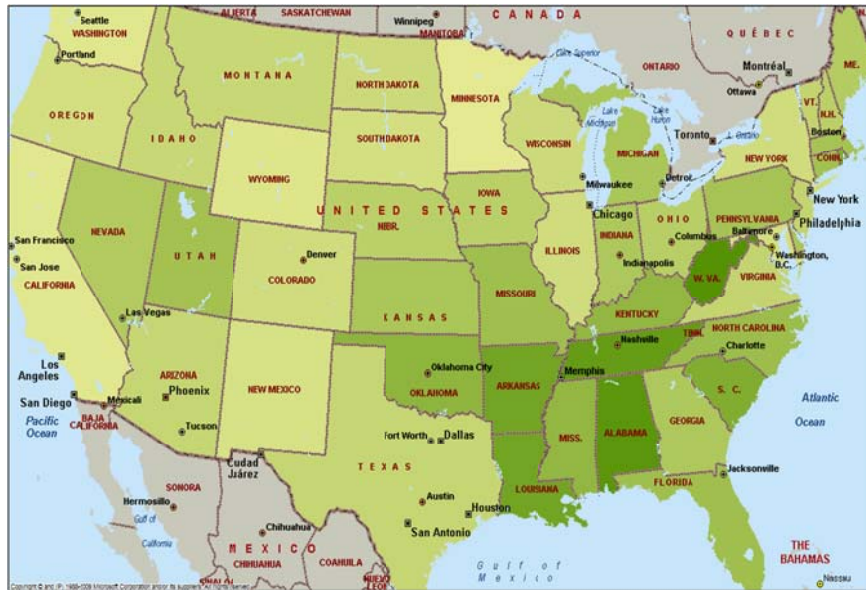 Seattle
WASHINGTON
ALBERTA
SASKATCHEWAN
Winnipeg
MANITOBA
CANADA
ONTARIO
QUÉBEC
Montréal
Ottawa
ME.
Portland
OREGON
IDAHO
MONTANA
NORTH DAKOTA
SOUTH DAKOTA
MINNESOTA
Lake Superior
WISCONSIN
Lake Michigan
Lake Huron
MICHIGAN
Toronto
L. Ontario
VT.
N.H.
Boston
CONN.
NEW YORK
New York
WYOMING
IOWA
Milwaukee
Chicago
PENNSYLVANIA
Philadelphia
UNITED STATES
NEVADA
UTAH
COLORADO
Denver
ILLINOIS
INDIANA
Indianapolis
OHIO
Columbus
Baltimore
Washington,
D.C.
W. VA.
VIRGINIA
San Francisco
San Jose
CALIFORNIA
Las Vegas
KANSAS
MISSOURI
KENTUCKY
Nashville
TENN.
NORTH CAROLINA
Charlotte
Los
Angeles
San Diego
ARIZONA
Phoenix
Tucson
NEW MEXICO
Oklahoma City
OKLAHOMA
ARKANSAS
Memphis
S. C.
Atlantic
Ocean
Pacific
Ocean
Mexicali
BAJA
CALIFORNIA
Fort Worth
Dallas
TEXAS
LOUISIANA
MISS.
ALABAMA
GEORGIA
FLORIDA
Jacksonville
SONORA
Hermosillo
Gulf of
California
Chihuahua
CHIHUAHUA
MEXICO
COAHUILA
Austin
Houston
San Antonio
Gulf of
Mexico
THE
BAHAMAS
Nassau